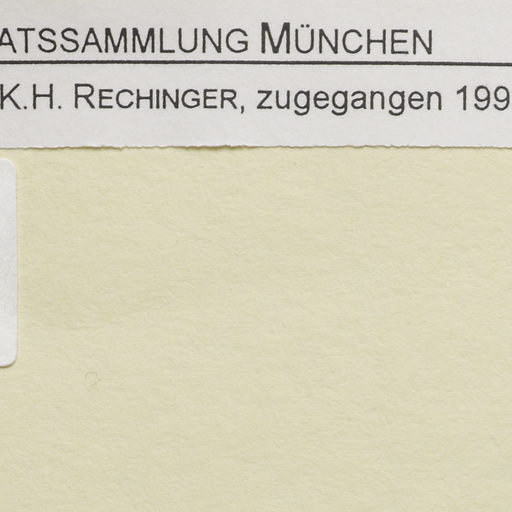 ATSSAMMLUNG MÜNCHEN
K.H. RECHINGER, zugegangen 199